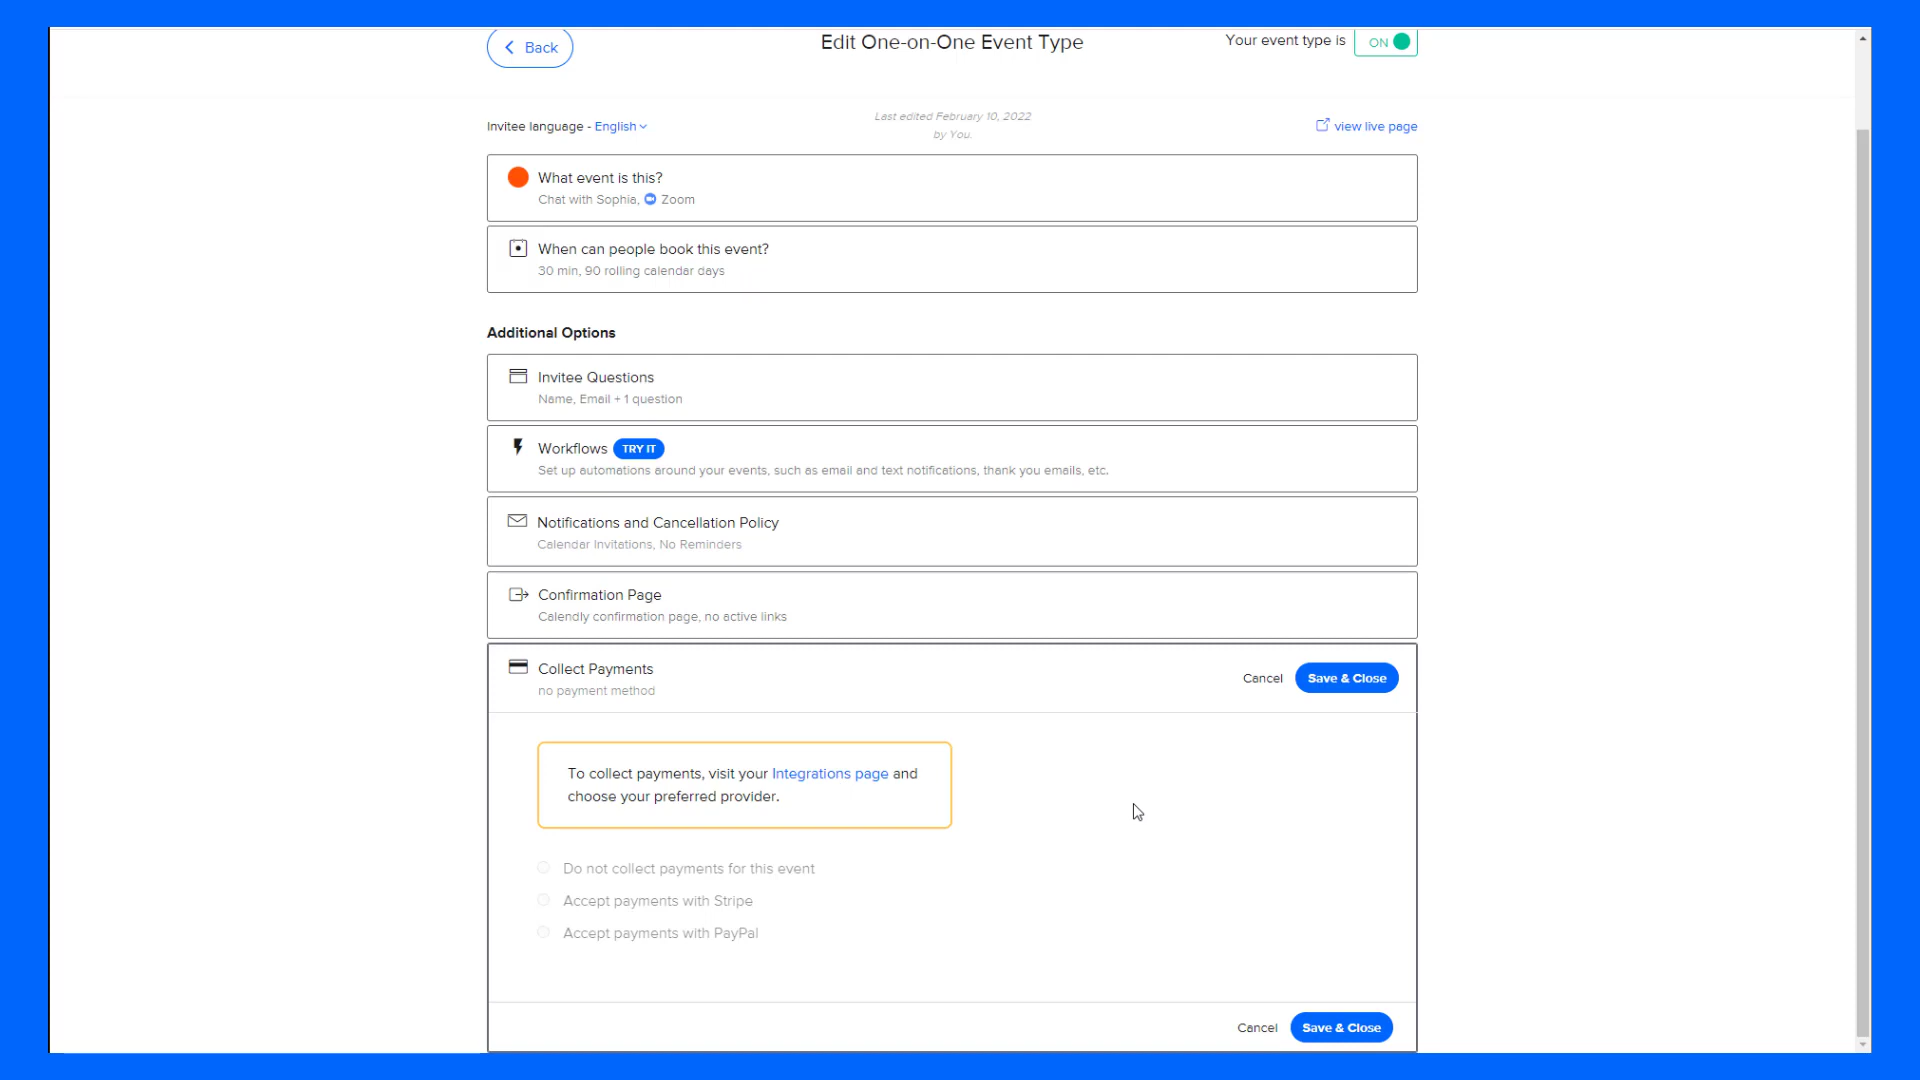 Back
Edit One-on-One Event Type
Your event type is ON
Invitee language - English
Last edited February 10, 2022
by You.
view live page
What event is this?
Chat with Sophia, Zoom
When can people book this event?
30 min, 90 rolling calendar days
Additional Options
Invitee Questions
Name, Email + 1 question
Workflows TRY IT
Set up automations around your events, such as email and text notifications, thank you emails, etc.
Notifications and Cancellation Policy
Calendar Invitations, No Reminders
Confirmation Page
Calendly confirmation page, no active links
Collect Payments
no payment method
Cancel Save & Close
To collect payments, visit your Integrations page and
choose your preferred provider.
Do not collect payments for this event
Accept payments with Stripe
Accept payments with PayPal
Cancel Save & Close